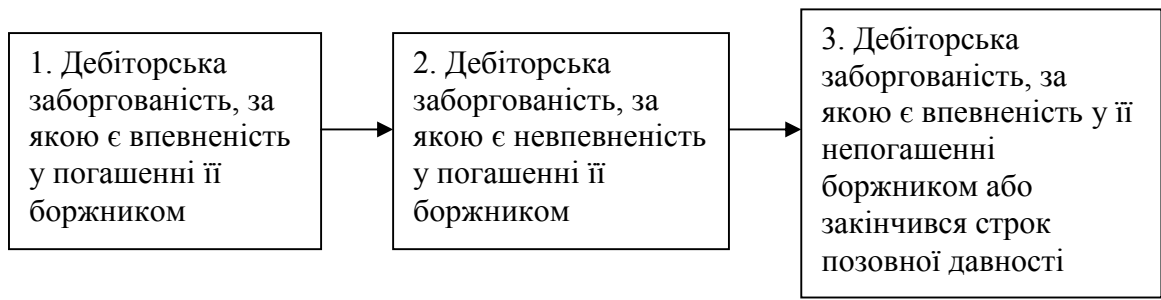 1. Дебіторська
заборгованість, за
якою є впевненість
у погашенні її
боржником
2. Дебіторська
заборгованість, за
якою є невпевненість
у погашенні її
боржником
3. Дебіторська
заборгованість, за
якою є впевненість у її
непогашенні
боржником або
закінчився строк
позовної давності